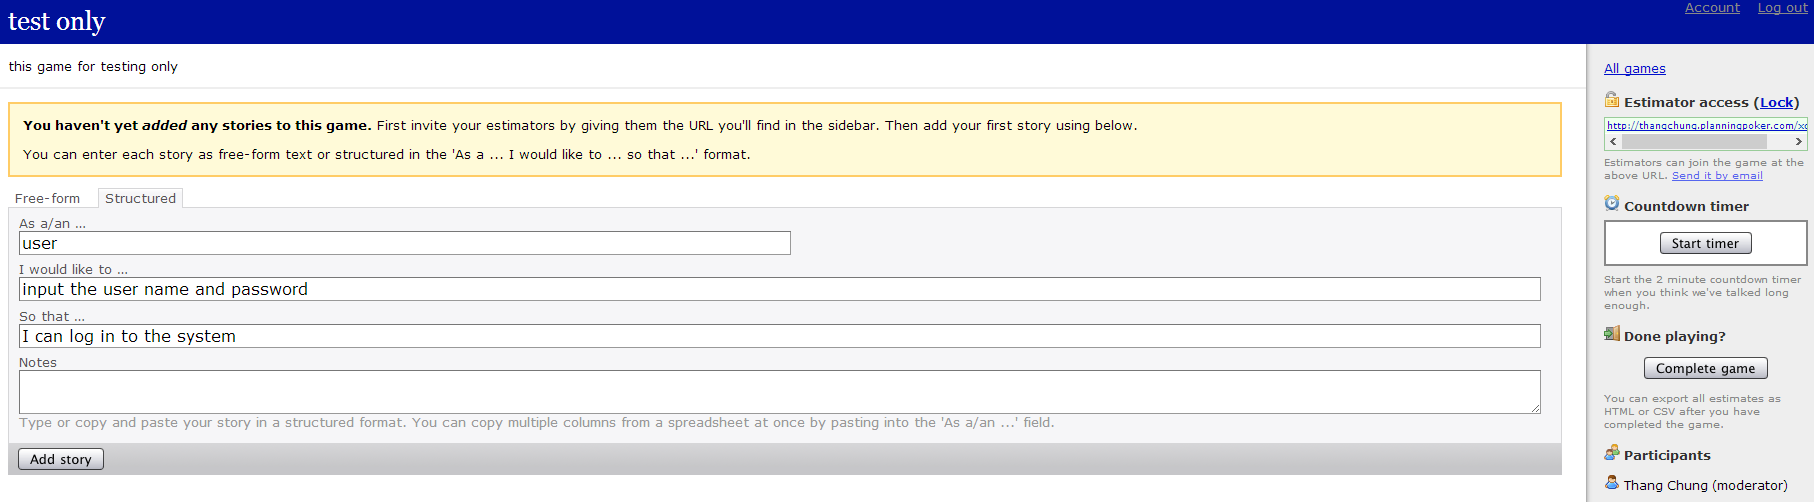 test only
Account Log out
this game for testing only
You haven't yet added any stories to this game. First invite your estimators by giving them the URL you'll find in the sidebar. Then add your first story using below.
You can enter each story as free-form text or structured in the 'As a ... I would like to ... so that ...' format.
Free-form Structured
As a/an ...
user
I would like to ...
input the user name and password
So that ...
I can log in to the system
Notes
Type or copy and paste your story in a structured format. You can copy multiple columns from a spreadsheet at once by pasting into the 'As a/an ...' field.
Add story
All games
Estimator access (Lock)
http://thangchung.planningpoker.com/
Estimators can join the game at the
above URL. Send it by email
Countdown timer
Start timer
Start the 2 minute countdown timer
when you think we've talked long
enough.
Done playing?
Complete game
You can export all estimates as
HTML or CSV after you have
completed the game.
Participants
Thang Chung (moderator)